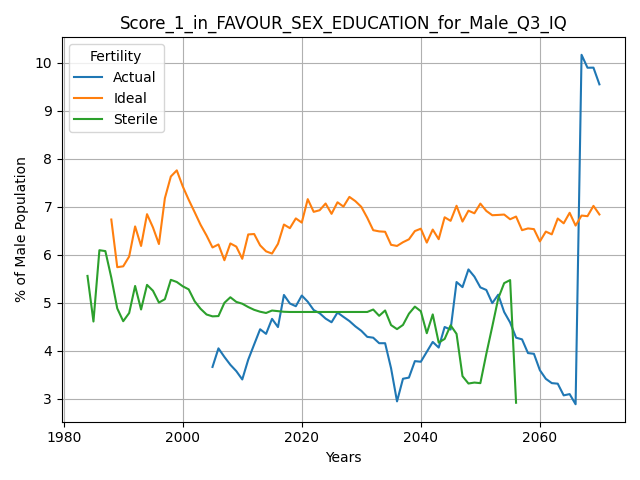 Score_1_in_FAVOUR_SEX_EDUCATION_for_Male_Q3_IQ
% of Male Population
10
9
8
7
6
5
4
3
Fertility
Actual
Ideal
Sterile
1980 2000 2020 2040 2060
Years